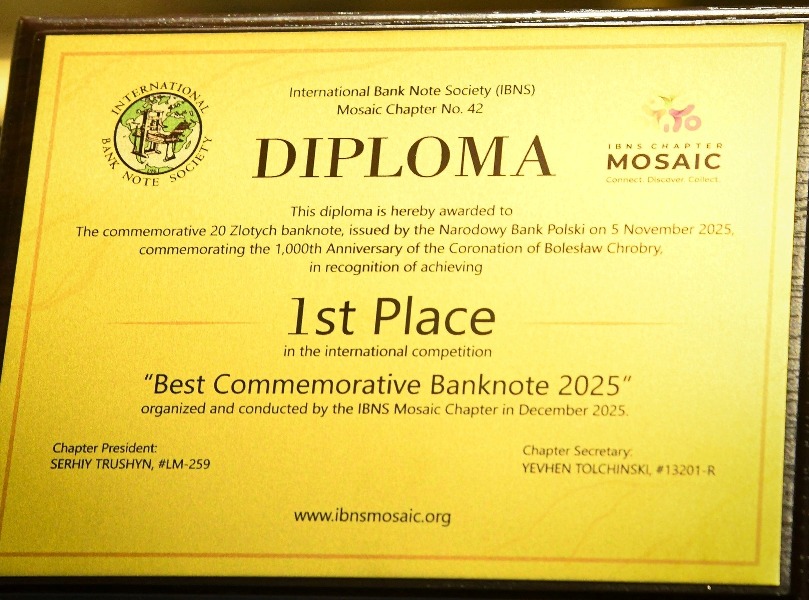 INTERNATIONAL
BANK NOTE SOCIETY
International Bank Note Society (IBNS)
Mosaic Chapter No. 42
DIPLOMA
IBNS CHAPTER
MOSAIC
Connect. Discover. Collect.
This diploma is hereby awarded to
The commemorative 20 Zlotych banknote, issued by the Narodowy Bank Polski on 5 November 2025,
commemorating the 1,000th Anniversary of the Coronation of Bolesław Chrobry,
in recognition of achieving
1st Place
in the international competition
"Best Commemorative Banknote 2025"
organized and conducted by the IBNS Mosaic Chapter in December 2025.
Chapter President:
SERHIY TRUSHYN, #LM-259
Chapter Secretary:
YEVHEN TOLCHINSKI, #13201-R
www.ibnsmosaic.org